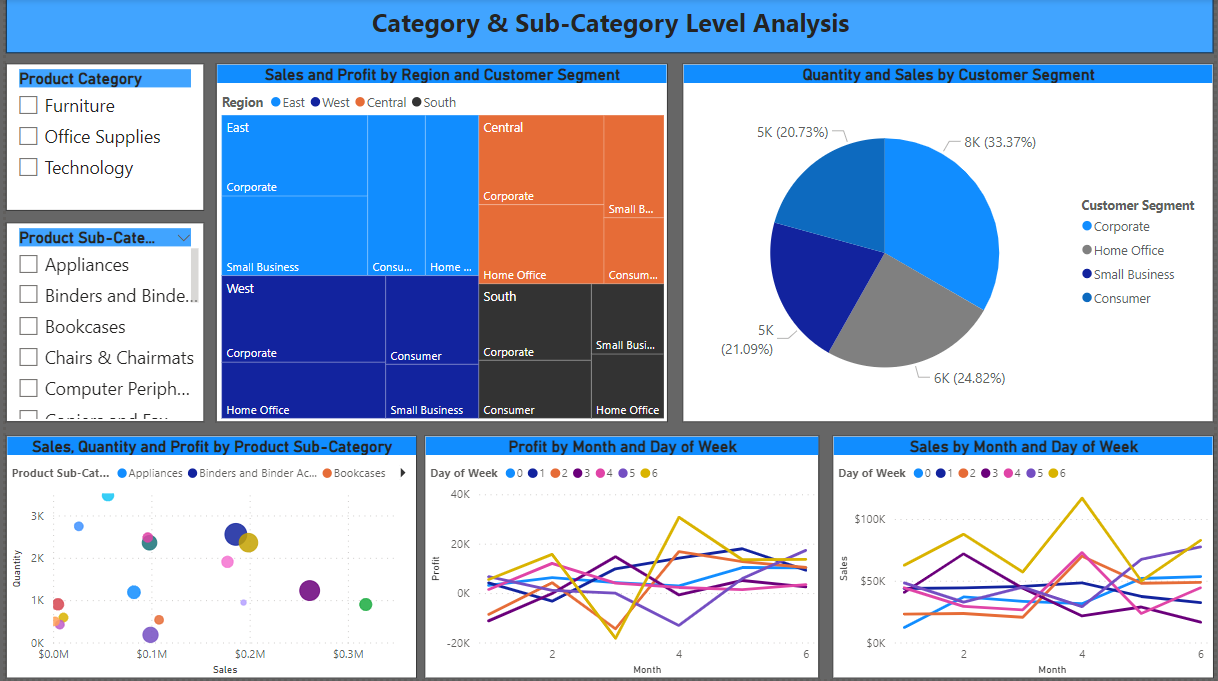 Category & Sub-Category Level Analysis
Product Category
Furniture
Office Supplies
Technology
Product Sub-Cate...
Appliances
Binders and Binde...
Bookcases
Chairs & Chairmats
Computer Periph...
Sales and Profit by Region and Customer Segment
Region East West Central South
East
Corporate
Small Business
Consu...
Home ...
Central
Corporate
Small B...
Home Office
Consum...
West
Corporate
Consumer
Home Office
Small Business
South
Corporate
Small Busi...
Consumer
Home Office
Quantity and Sales by Customer Segment
5K (20.73%)
8K (33.37%)
5K
(21.09%)
6K (24.82%)
Customer Segment
Corporate
Home Office
Small Business
Consumer
Sales, Quantity and Profit by Product Sub-Category
Product Sub-Cat... Appliances Binders and Binder Ac... Bookcases
Quantity
3K
2K
1K
0K
$0.0M $0.1M $0.2M $0.3M
Sales
Profit by Month and Day of Week
Day of Week 0 1 2 3 4 5 6
Profit
40K
20K
0K
-20K
2 4 6
Month
Sales by Month and Day of Week
Day of Week 0 1 2 3 4 5 6
Sales
$100K
$50K
$0K
2 4 6
Month